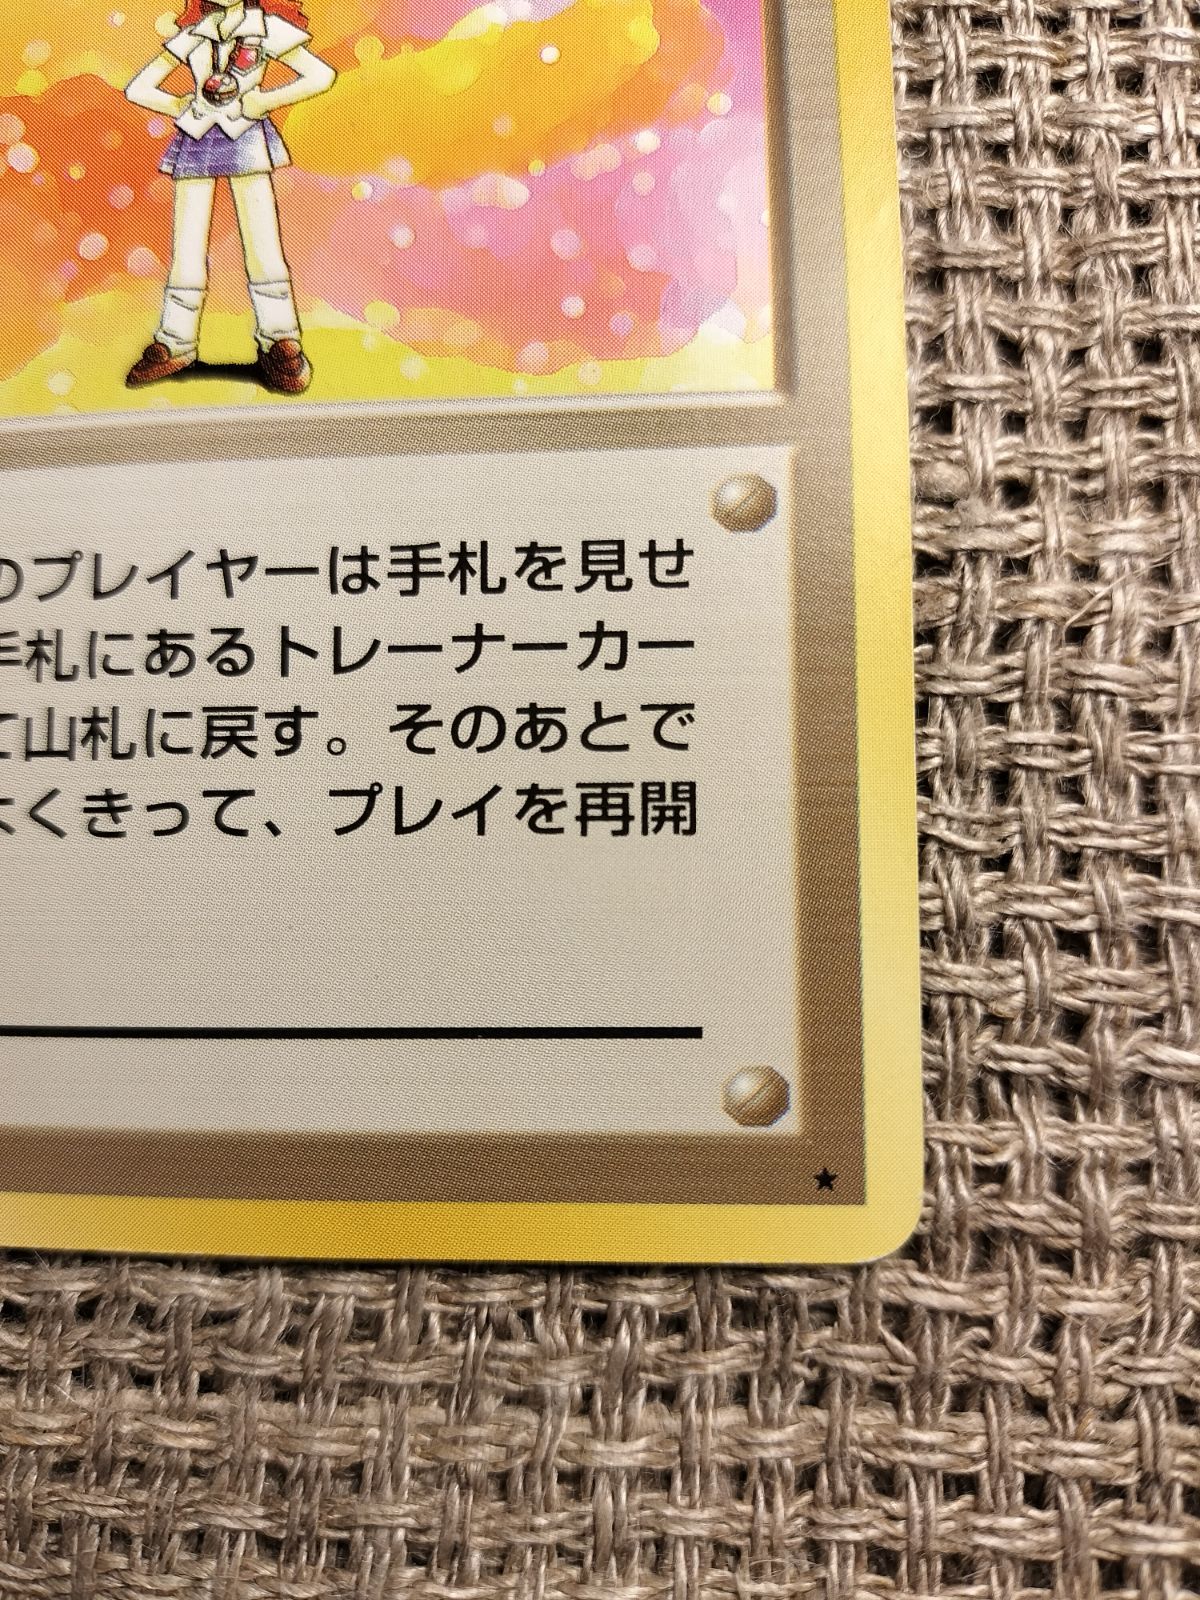 のプレイヤーは手札を見せ
手札にあるトレーナーカー
て山札に戻す。そのあとで
よくきって、プレイを再開
★